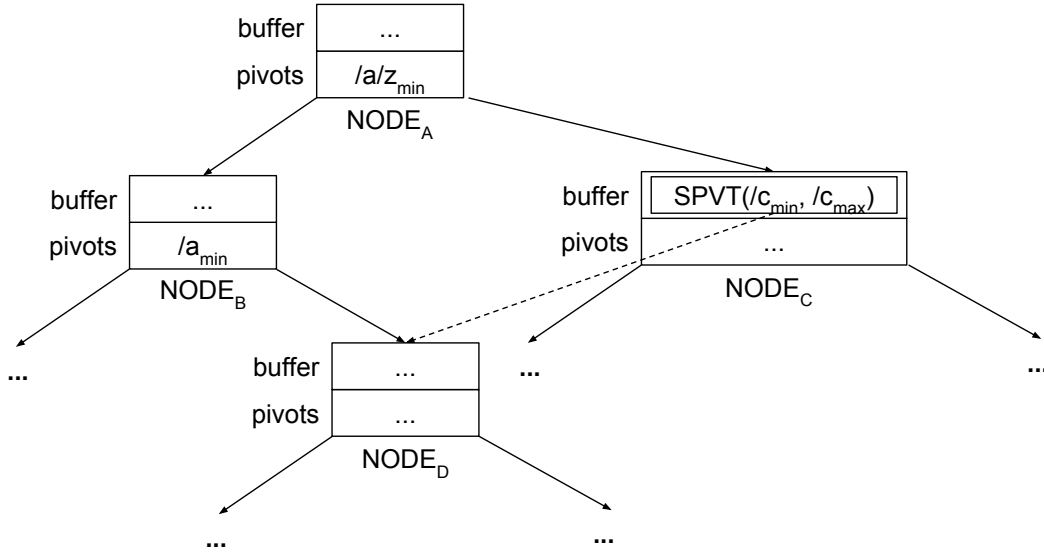 buffer ...
pivots /a/z_min
NODE_A
buffer ...
pivots /a_min
NODE_B
buffer SPVT(/c_min, /c_max)
pivots ...
NODE_C
...
buffer ...
pivots ...
NODE_D
...
...
...
...